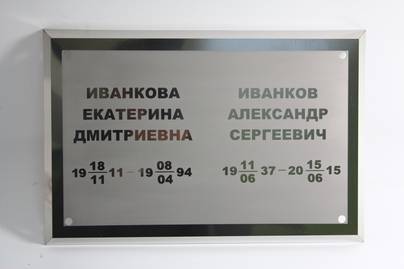 ИВАНКОВА
ЕКАТЕРИНА
ДМИТРИЕВНА
19 18/11 11 – 19 08/04 94
ИВАНКОВ
АЛЕКСАНДР
СЕРГЕЕВИЧ
19 11/06 37 – 20 15/06 15